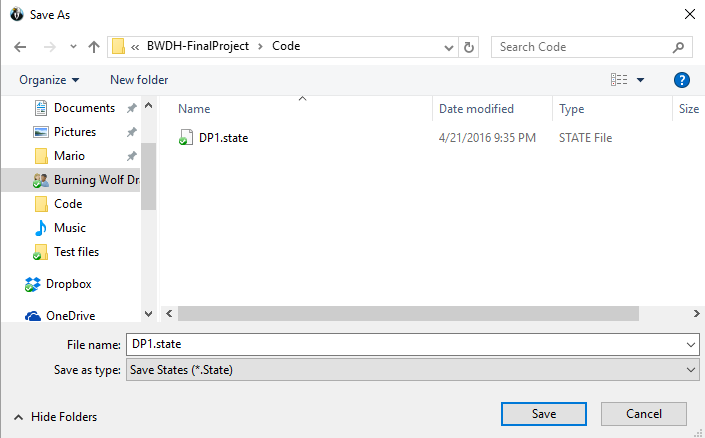 Save As
« BWDH-FinalProject > Code
Search Code
Organize
New folder
?
Documents
Pictures
Mario
Burning Wolf Dr
Code
Music
Test files
Dropbox
OneDrive
Name
Date modified
Type
Size
DP1.state
4/21/2016 9:35 PM
STATE File
File name:
DP1.state
Save as type:
Save States (*.State)
Hide Folders
Save
Cancel